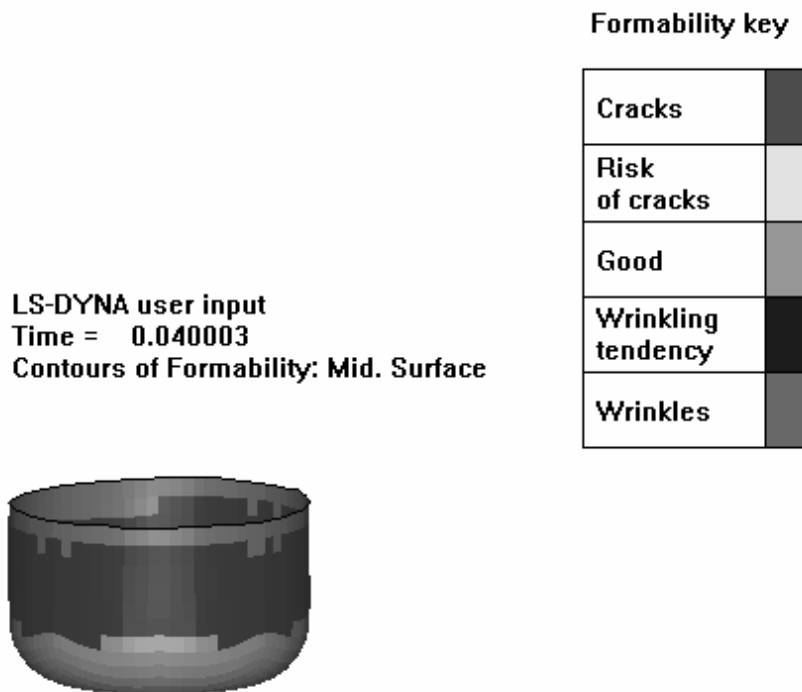 Formability key
Cracks
Risk
of cracks
Good
Wrinkling
tendency
Wrinkles
LS-DYNA user input
Time = 0.040003
Contours of Formability: Mid. Surface